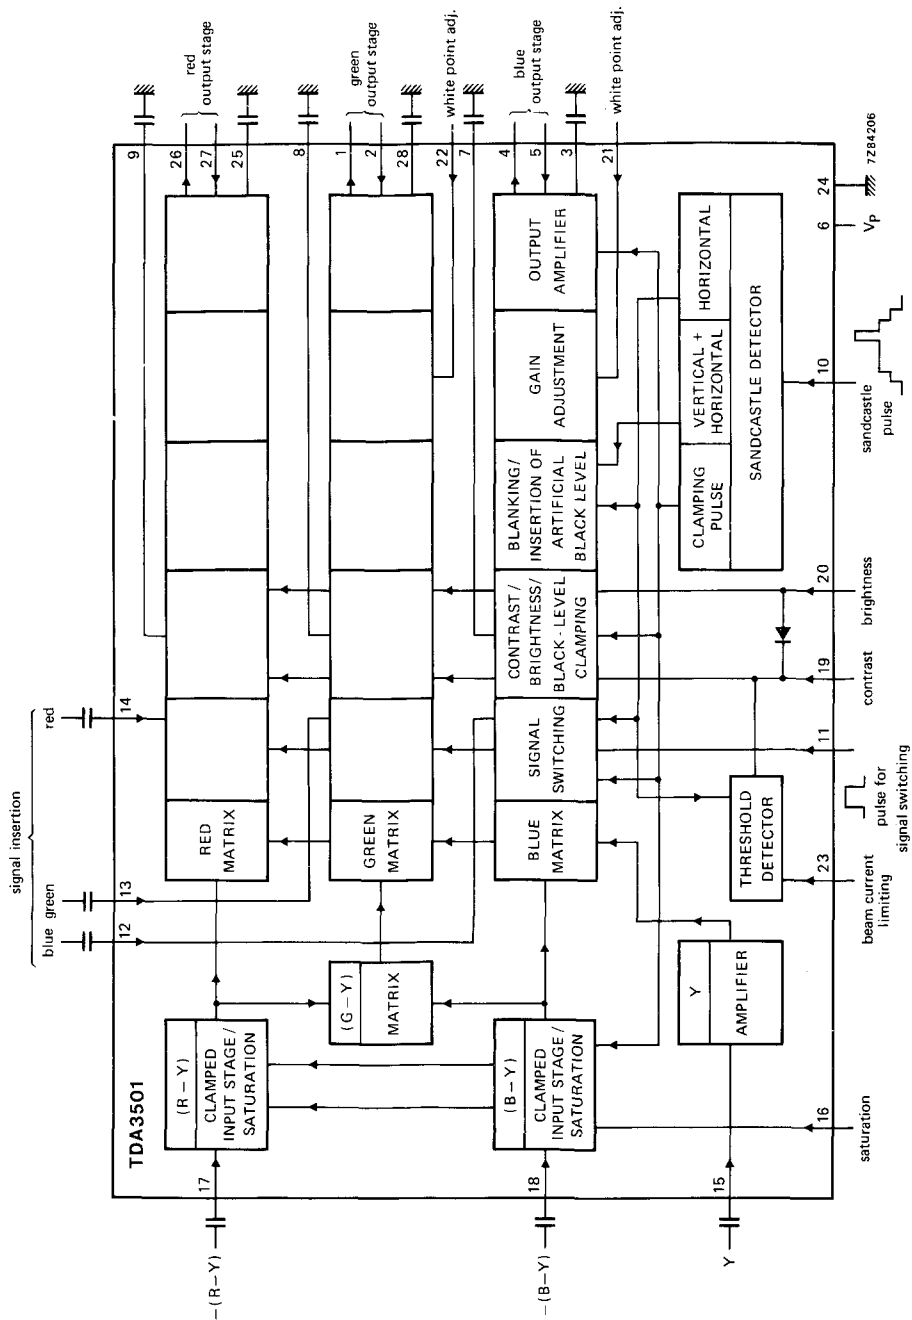 TDA3501
signal insertion
blue
green
red
12
13
14
9
26
27
25
red
output stage
8
1
2
28
green
output stage
22
white point adj.
7
4
5
3
blue
output stage
21
white point adj.
−(R−Y)
17
(R−Y)
CLAMPED
INPUT STAGE/
SATURATION
RED
MATRIX
(G−Y)
MATRIX
GREEN
MATRIX
−(B−Y)
18
(B−Y)
CLAMPED
INPUT STAGE/
SATURATION
BLUE
MATRIX
SIGNAL
SWITCHING
CONTRAST/
BRIGHTNESS/
BLACK-LEVEL
CLAMPING
BLANKING/
INSERTION OF
ARTIFICIAL
BLACK LEVEL
GAIN
ADJUSTMENT
OUTPUT
AMPLIFIER
Y
15
Y
AMPLIFIER
THRESHOLD
DETECTOR
CLAMPING
PULSE
VERTICAL +
HORIZONTAL
HORIZONTAL
SANDCASTLE DETECTOR
16
saturation
23
beam current
limiting
11
pulse for
signal switching
19
contrast
20
brightness
10
sandcastle
pulse
6
Vp
24
7Z84206